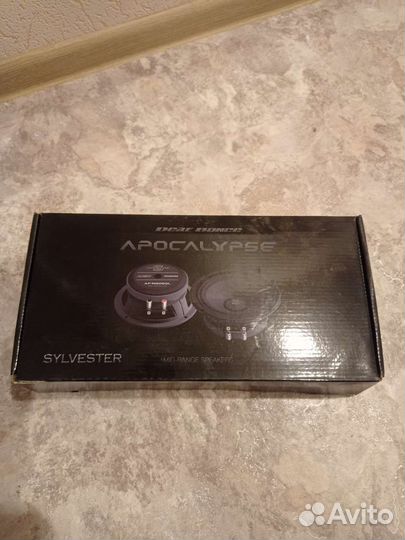 Deaf Bonce
APOCALYPSE
SYLVESTER
MID-RANGE SPEAKERS
Avito